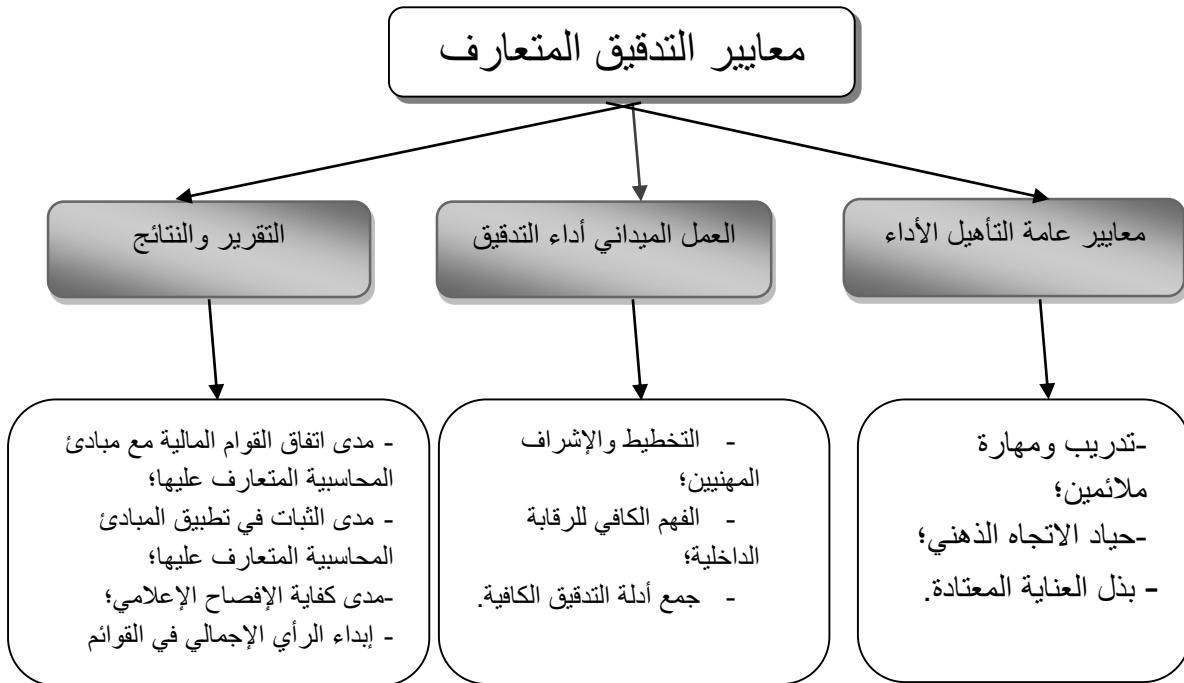 معايير التدقيق المتعارف
معايير عامة التأهيل الأداء
العمل الميداني أداء التدقيق
التقرير والنتائج
-تدريب ومهارة
ملائمين؛
-حياد الاتجاه الذهني؛
- بذل العناية المعتادة.
- التخطيط والإشراف
المهنيين؛
- الفهم الكافي للرقابة
الداخلية؛
- جمع أدلة التدقيق الكافية.
- مدى اتفاق القوام المالية مع مبادئ
المحاسبية المتعارف عليها؛
- مدى الثبات في تطبيق المبادئ
المحاسبية المتعارف عليها؛
-مدى كفاية الإفصاح الإعلامي؛
- إبداء الرأي الإجمالي في القوائم